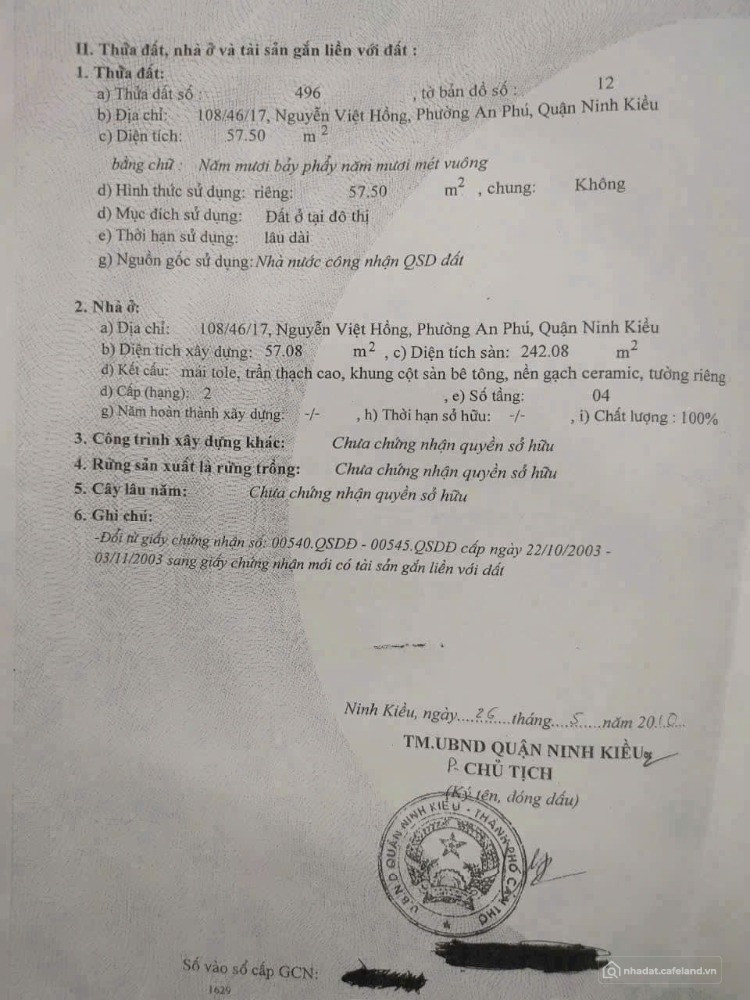 II. Thửa đất, nhà ở và tài sản gắn liền với đất :
1. Thửa đất:
a) Thửa đất số : 496 , tờ bản đồ số : 12
b) Địa chỉ: 108/46/17, Nguyễn Việt Hồng, Phường An Phú, Quận Ninh Kiều
c) Diện tích: 57.50 m²
bằng chữ : Năm mươi bảy phẩy năm mươi mét vuông
d) Hình thức sử dụng: riêng: 57.50 m² , chung: Không
đ) Mục đích sử dụng: Đất ở tại đô thị
e) Thời hạn sử dụng: lâu dài
g) Nguồn gốc sử dụng: Nhà nước công nhận QSD đất
2. Nhà ở:
a) Địa chỉ: 108/46/17, Nguyễn Việt Hồng, Phường An Phú, Quận Ninh Kiều
b) Diện tích xây dựng: 57.08 m² , c) Diện tích sàn: 242.08 m²
d) Kết cấu: mái tole, trần thạch cao, khung cột sàn bê tông, nền gạch ceramic, tường riêng
đ) Cấp (hạng): 2 , e) Số tầng: 04
g) Năm hoàn thành xây dựng: -/- , h) Thời hạn sở hữu: -/- , i) Chất lượng : 100%
3. Công trình xây dựng khác: Chưa chứng nhận quyền sở hữu
4. Rừng sản xuất là rừng trồng: Chưa chứng nhận quyền sở hữu
5. Cây lâu năm: Chưa chứng nhận quyền sở hữu
6. Ghi chú:
-Đổi từ giấy chứng nhận số: 00540.QSDĐ - 00545.QSDĐ cấp ngày 22/10/2003 -
03/11/2003 sang giấy chứng nhận mới có tài sản gắn liền với đất
Ninh Kiều, ngày....26....tháng....5....năm 2010...
TM.UBND QUẬN NINH KIỀU
P. CHỦ TỊCH
(Ký tên, đóng dấu)
U.B.N.D QUẬN NINH KIỀU - THÀNH PHỐ CẦN THƠ
Số vào sổ cấp GCN:
1629
nhadat.cafeland.vn